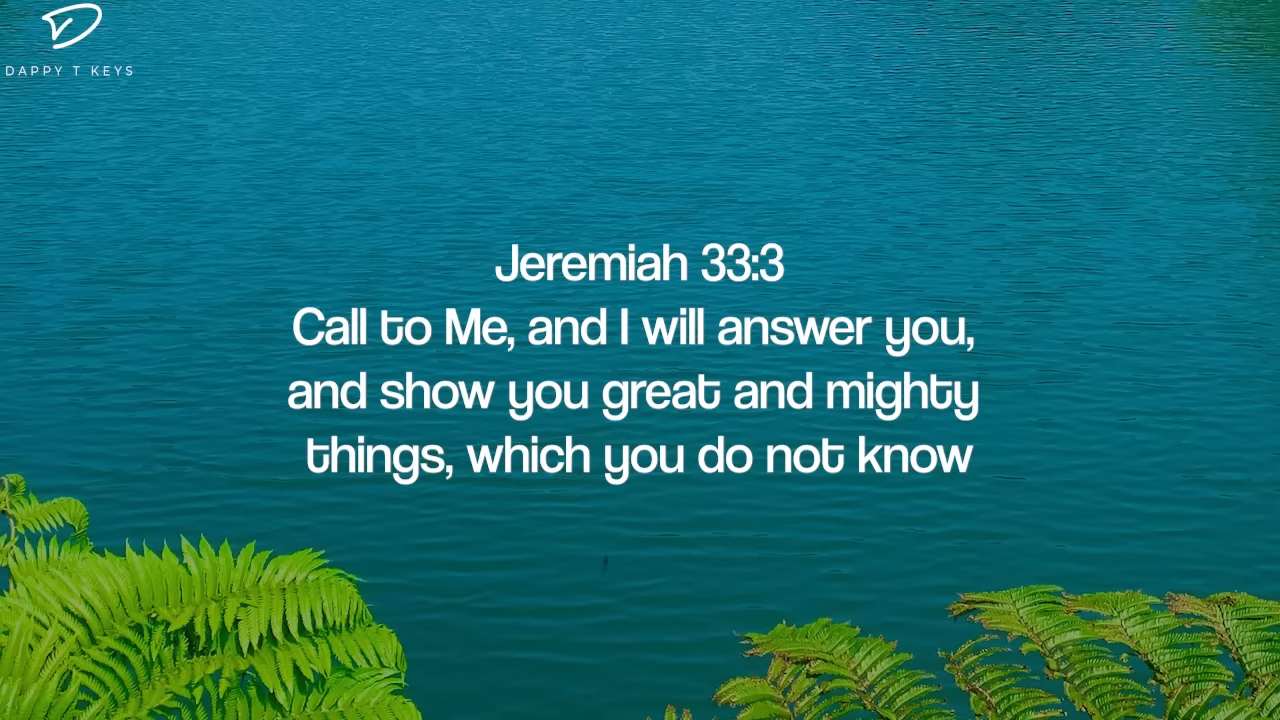 DAPPY T KEYS
Jeremiah 33:3
Call to Me, and I will answer you,
and show you great and mighty
things, which you do not know